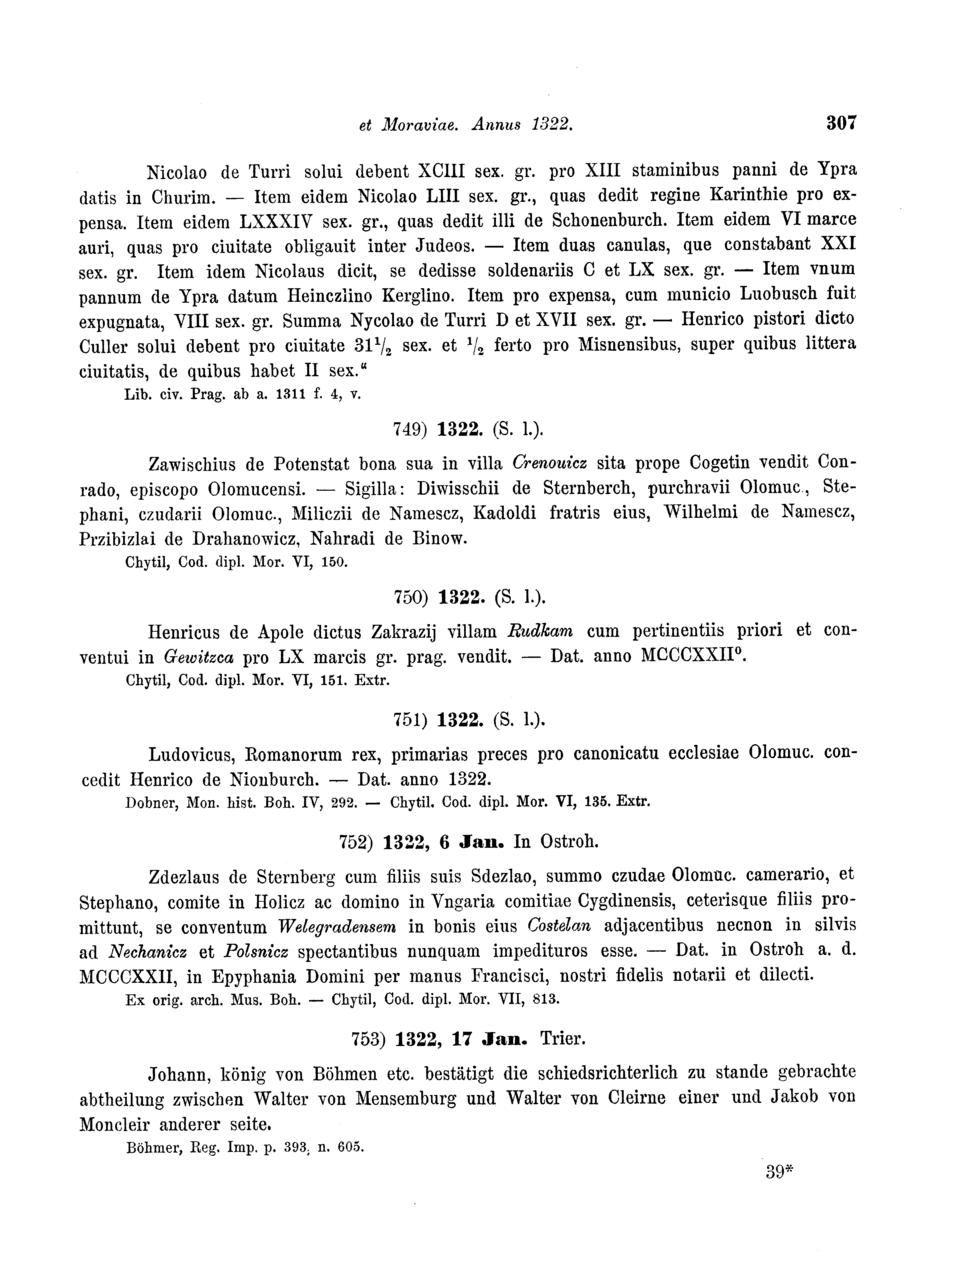 et Moraviae. Annus 1322. 307
Nicolao de Turri solui debent XCIII sex. gr. pro XIII staminibus panni de Ypra
datis in Churim. — Item eidem Nicolao LIII sex. gr., quas dedit regine Karinthie pro ex-
pensa. Item eidem LXXXIV sex. gr., quas dedit illi de Schonenburch. Item eidem VI marce
auri, quas pro ciuitate obligauit inter Judeos. — Item duas canulas, que constabant XXI
sex. gr. Item idem Nicolaus dicit, se dedisse soldenariis C et LX sex. gr. — Item vnum
pannum de Ypra datum Heinczlino Kerglino. Item pro expensa, cum municio Luobusch fuit
expugnata, VIII sex. gr. Summa Nycolao de Turri D et XVII sex. gr. — Henrico pistori dicto
Culler solui debent pro ciuitate 31½ sex. et ½ ferto pro Misnensibus, super quibus littera
ciuitatis, de quibus habet II sex.“
Lib. civ. Prag. ab a. 1311 f. 4, v.
749) 1322. (S. l.).
Zawischius de Potenstat bona sua in villa Crenouicz sita prope Cogetin vendit Con-
rado, episcopo Olomucensi. — Sigilla: Diwisschii de Sternberch, purchravii Olomuc., Ste-
phani, czudarii Olomuc., Miliczii de Namescz, Kadoldi fratris eius, Wilhelmi de Namescz,
Przibizlai de Drahanowicz, Nahradi de Binow.
Chytil, Cod. dipl. Mor. VI, 150.
750) 1322. (S. l.).
Henricus de Apole dictus Zakrazij villam Rudkam cum pertinentiis priori et con-
ventui in Gewitzca pro LX marcis gr. prag. vendit. — Dat. anno MCCCXXII⁰.
Chytil, Cod. dipl. Mor. VI, 151. Extr.
751) 1322. (S. l.).
Ludovicus, Romanorum rex, primarias preces pro canonicatu ecclesiae Olomuc. con-
cedit Henrico de Nionburch. — Dat. anno 1322.
Dobner, Mon. hist. Boh. IV, 292. — Chytil. Cod. dipl. Mor. VI, 135. Extr.
752) 1322, 6 Jan. In Ostroh.
Zdezlaus de Sternberg cum filiis suis Sdezlao, summo czudae Olomuc. camerario, et
Stephano, comite in Holicz ac domino in Vngaria comitiae Cygdinensis, ceterisque filiis pro-
mittunt, se conventum Welegradensem in bonis eius Costelan adjacentibus necnon in silvis
ad Nechanicz et Polsnicz spectantibus nunquam impedituros esse. — Dat. in Ostroh a. d.
MCCCXXII, in Epyphania Domini per manus Francisci, nostri fidelis notarii et dilecti.
Ex orig. arch. Mus. Boh. — Chytil, Cod. dipl. Mor. VII, 813.
753) 1322, 17 Jan. Trier.
Johann, könig von Böhmen etc. bestätigt die schiedsrichterlich zu stande gebrachte
abtheilung zwischen Walter von Mensemburg und Walter von Cleirne einer und Jakob von
Moncleir anderer seite.
Böhmer, Reg. Imp. p. 393, n. 605.
39*